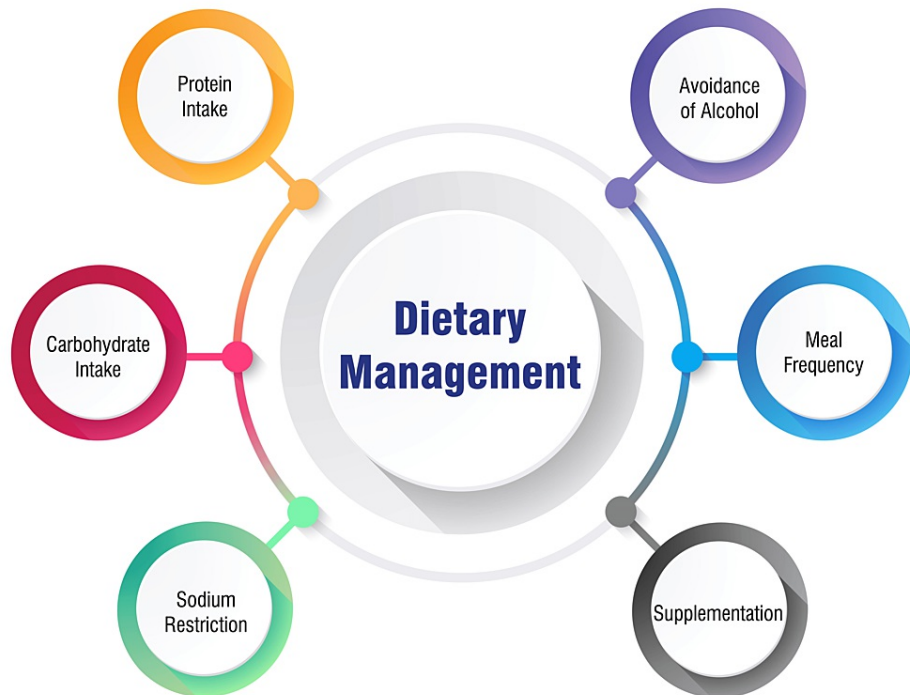 Protein
Intake
Avoidance
of Alcohol
Carbohydrate
Intake
Dietary
Management
Meal
Frequency
Sodium
Restriction
Supplementation